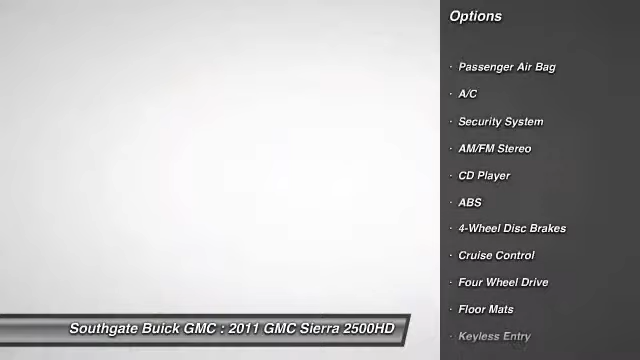 Options
· Passenger Air Bag
· A/C
· Security System
· AM/FM Stereo
· CD Player
· ABS
· 4-Wheel Disc Brakes
· Cruise Control
· Four Wheel Drive
· Floor Mats
· Keyless Entry
Southgate Buick GMC : 2011 GMC Sierra 2500HD